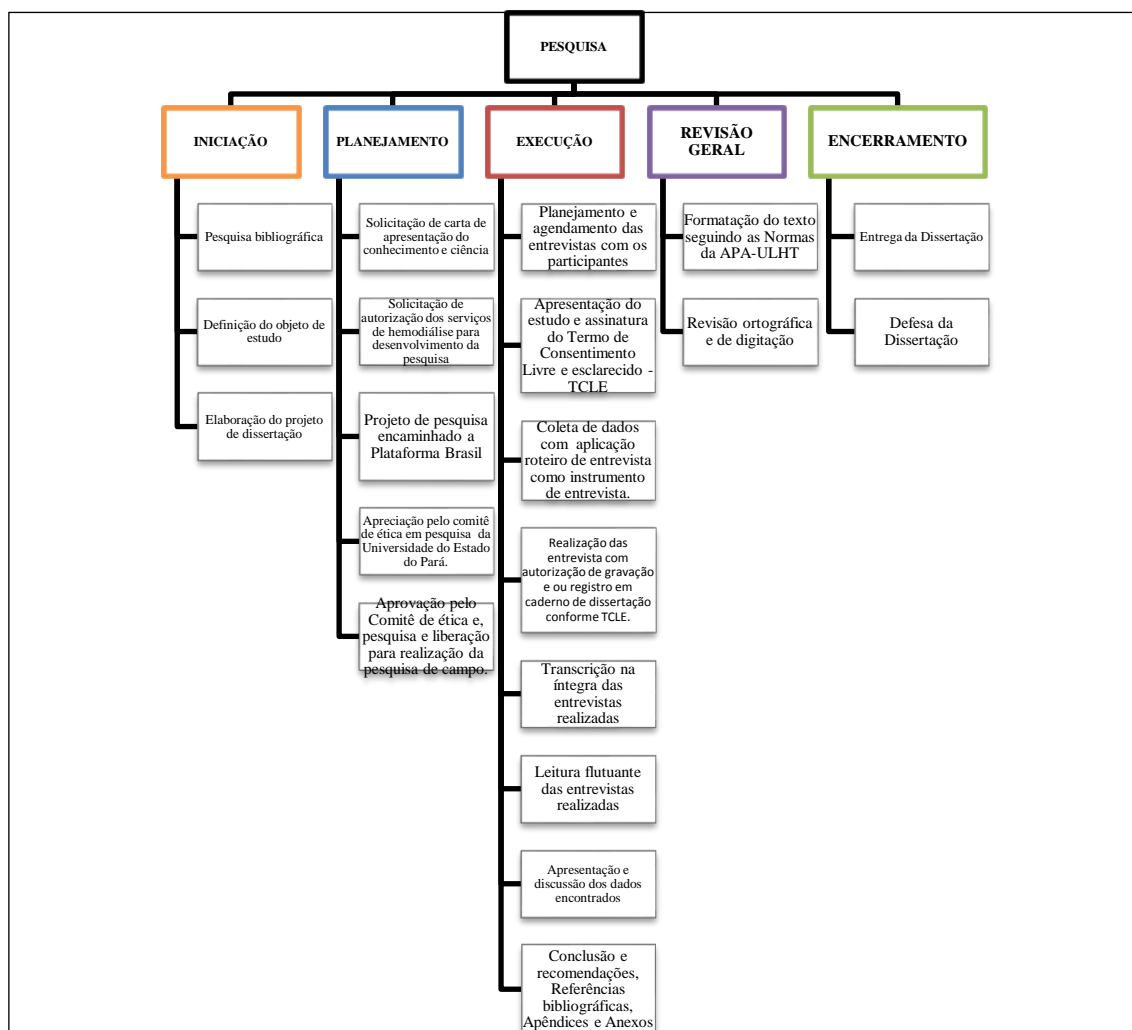 PESQUISA
INICIAÇÃO
Pesquisa bibliográfica
Definição do objeto de
estudo
Elaboração do projeto
de dissertação
PLANEJAMENTO
Solicitação de carta de
apresentação do
conhecimento e ciência
Solicitação de
autorização dos serviços
de hemodiálise para
desenvolvimento da
pesquisa
Projeto de pesquisa
encaminhado a
Plataforma Brasil
Apreciação pelo comitê
de ética em pesquisa da
Universidade do Estado
do Pará.
Aprovação pelo
Comitê de ética e,
pesquisa e liberação
para realização da
pesquisa de campo.
EXECUÇÃO
Planejamento e
agendamento das
entrevistas com os
participantes
Apresentação do
estudo e assinatura
do Termo de
Consentimento
Livre e esclarecido -
TCLE
Coleta de dados
com aplicação
roteiro de entrevista
como instrumento
de entrevista.
Realização das
entrevista com
autorização de gravação
e ou registro em
caderno de dissertação
conforme TCLE.
Transcrição na
íntegra das
entrevistas
realizadas
Leitura flutuante
das entrevistas
realizadas
Apresentação e
discussão dos dados
encontrados
Conclusão e
recomendações,
Referências
bibliográficas,
Apêndices e Anexos
REVISÃO
GERAL
Formatação do texto
seguindo as Normas
da APA-ULHT
Revisão ortográfica
e de digitação
ENCERRAMENTO
Entrega da Dissertação
Defesa da
Dissertação